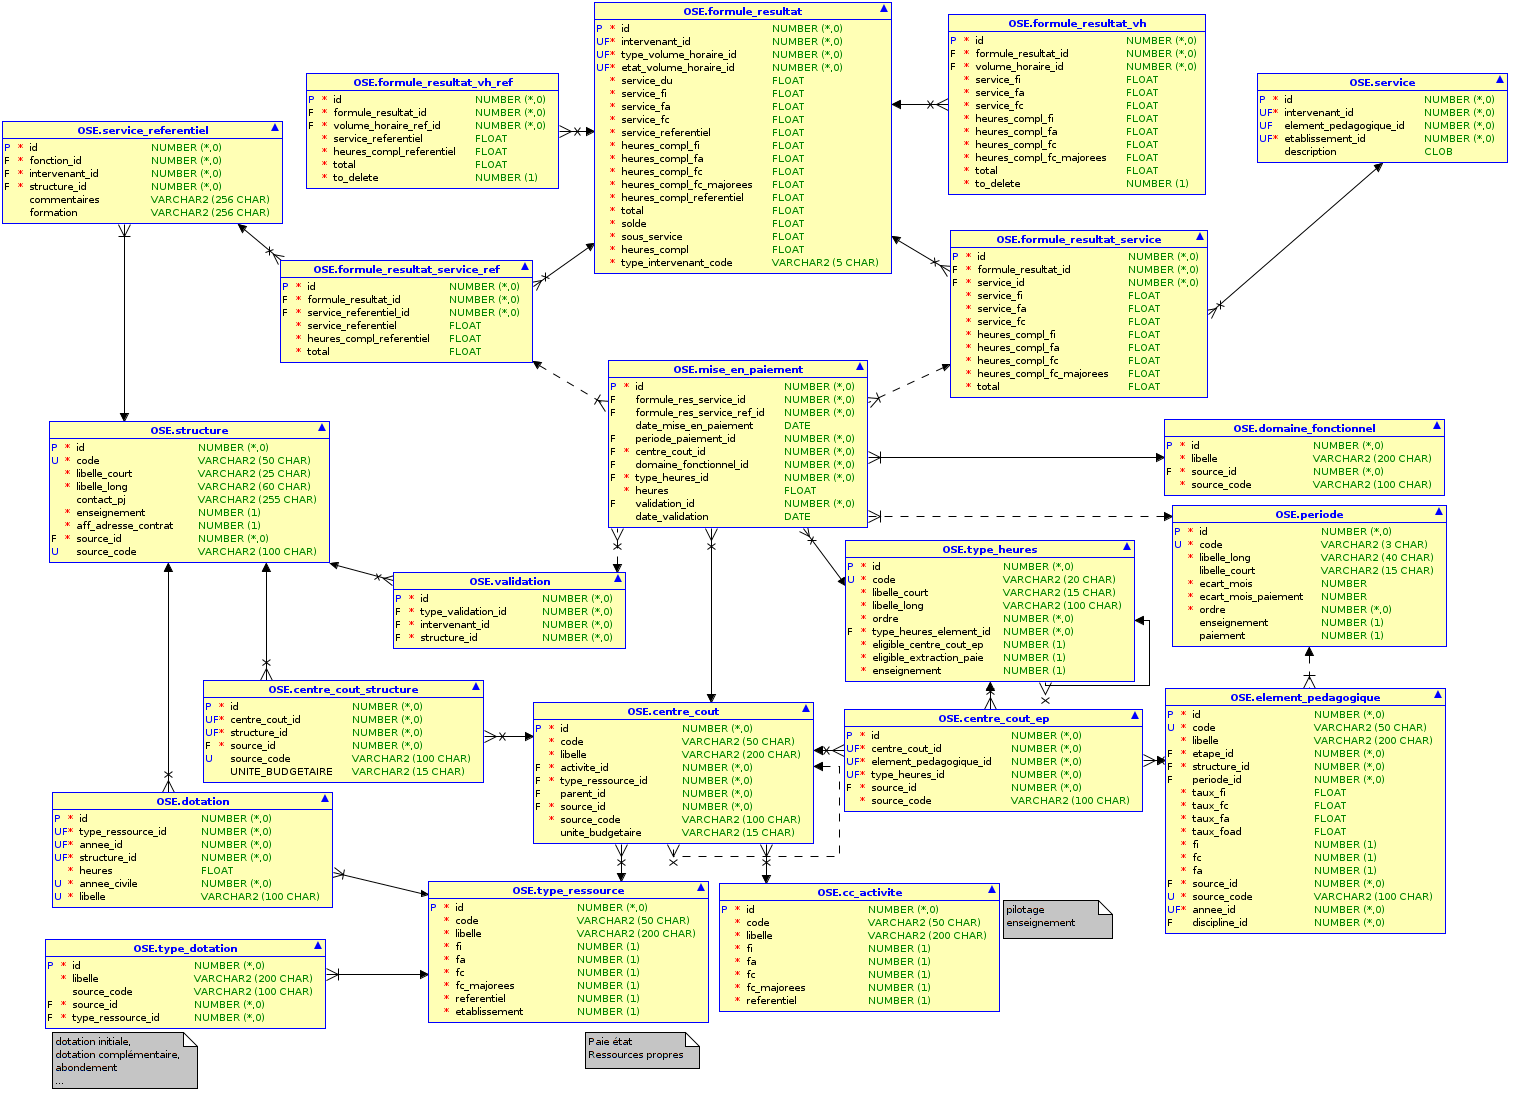 OSE.formule_resultat
P * id NUMBER (*,0)
UF* intervenant_id NUMBER (*,0)
UF* type_volume_horaire_id NUMBER (*,0)
UF* etat_volume_horaire_id NUMBER (*,0)
* service_du FLOAT
* service_fi FLOAT
* service_fa FLOAT
* service_fc FLOAT
* service_referentiel FLOAT
* heures_compl_fi FLOAT
* heures_compl_fa FLOAT
* heures_compl_fc FLOAT
* heures_compl_fc_majorees FLOAT
* heures_compl_referentiel FLOAT
* total FLOAT
* solde FLOAT
* sous_service FLOAT
* heures_compl FLOAT
* type_intervenant_code VARCHAR2 (5 CHAR)
OSE.formule_resultat_vh
P * id NUMBER (*,0)
F * formule_resultat_id NUMBER (*,0)
F * volume_horaire_id NUMBER (*,0)
* service_fi FLOAT
* service_fa FLOAT
* service_fc FLOAT
* heures_compl_fi FLOAT
* heures_compl_fa FLOAT
* heures_compl_fc FLOAT
* heures_compl_fc_majorees FLOAT
* total FLOAT
* to_delete NUMBER (1)
OSE.formule_resultat_vh_ref
P * id NUMBER (*,0)
F * formule_resultat_id NUMBER (*,0)
F * volume_horaire_ref_id NUMBER (*,0)
* service_referentiel FLOAT
* heures_compl_referentiel FLOAT
* total FLOAT
* to_delete NUMBER (1)
OSE.service
P * id NUMBER (*,0)
UF* intervenant_id NUMBER (*,0)
UF element_pedagogique_id NUMBER (*,0)
UF* etablissement_id NUMBER (*,0)
description CLOB
OSE.service_referentiel
P * id NUMBER (*,0)
F * fonction_id NUMBER (*,0)
F * intervenant_id NUMBER (*,0)
F * structure_id NUMBER (*,0)
commentaires VARCHAR2 (256 CHAR)
formation VARCHAR2 (256 CHAR)
OSE.formule_resultat_service
P * id NUMBER (*,0)
F * formule_resultat_id NUMBER (*,0)
F * service_id NUMBER (*,0)
* service_fi FLOAT
* service_fa FLOAT
* service_fc FLOAT
* heures_compl_fi FLOAT
* heures_compl_fa FLOAT
* heures_compl_fc FLOAT
* heures_compl_fc_majorees FLOAT
* total FLOAT
OSE.formule_resultat_service_ref
P * id NUMBER (*,0)
F * formule_resultat_id NUMBER (*,0)
F * service_referentiel_id NUMBER (*,0)
* service_referentiel FLOAT
* heures_compl_referentiel FLOAT
* total FLOAT
OSE.mise_en_paiement
P * id NUMBER (*,0)
F formule_res_service_id NUMBER (*,0)
F formule_res_service_ref_id NUMBER (*,0)
date_mise_en_paiement DATE
F periode_paiement_id NUMBER (*,0)
F * centre_cout_id NUMBER (*,0)
F domaine_fonctionnel_id NUMBER (*,0)
F * type_heures_id NUMBER (*,0)
* heures FLOAT
F validation_id NUMBER (*,0)
date_validation DATE
OSE.structure
P * id NUMBER (*,0)
U * code VARCHAR2 (50 CHAR)
* libelle_court VARCHAR2 (25 CHAR)
* libelle_long VARCHAR2 (60 CHAR)
contact_pj VARCHAR2 (255 CHAR)
* enseignement NUMBER (1)
* aff_adresse_contrat NUMBER (1)
F * source_id NUMBER (*,0)
U source_code VARCHAR2 (100 CHAR)
OSE.domaine_fonctionnel
P * id NUMBER (*,0)
* libelle VARCHAR2 (200 CHAR)
F * source_id NUMBER (*,0)
* source_code VARCHAR2 (100 CHAR)
OSE.periode
P * id NUMBER (*,0)
U * code VARCHAR2 (3 CHAR)
* libelle_long VARCHAR2 (40 CHAR)
libelle_court VARCHAR2 (15 CHAR)
* ecart_mois NUMBER
* ecart_mois_paiement NUMBER
* ordre NUMBER (*,0)
enseignement NUMBER (1)
paiement NUMBER (1)
OSE.type_heures
P * id NUMBER (*,0)
U * code VARCHAR2 (20 CHAR)
* libelle_court VARCHAR2 (15 CHAR)
* libelle_long VARCHAR2 (100 CHAR)
* ordre NUMBER (*,0)
F * type_heures_element_id NUMBER (*,0)
* eligible_centre_cout_ep NUMBER (1)
* eligible_extraction_paie NUMBER (1)
* enseignement NUMBER (1)
OSE.validation
P * id NUMBER (*,0)
F * type_validation_id NUMBER (*,0)
F * intervenant_id NUMBER (*,0)
F * structure_id NUMBER (*,0)
OSE.centre_cout_structure
P * id NUMBER (*,0)
UF* centre_cout_id NUMBER (*,0)
UF* structure_id NUMBER (*,0)
F * source_id NUMBER (*,0)
U source_code VARCHAR2 (100 CHAR)
UNITE_BUDGETAIRE VARCHAR2 (15 CHAR)
OSE.centre_cout
P * id NUMBER (*,0)
* code VARCHAR2 (50 CHAR)
* libelle VARCHAR2 (200 CHAR)
F * activite_id NUMBER (*,0)
F * type_ressource_id NUMBER (*,0)
F parent_id NUMBER (*,0)
F * source_id NUMBER (*,0)
* source_code VARCHAR2 (100 CHAR)
unite_budgetaire VARCHAR2 (15 CHAR)
OSE.centre_cout_ep
P * id NUMBER (*,0)
UF* centre_cout_id NUMBER (*,0)
UF* element_pedagogique_id NUMBER (*,0)
UF* type_heures_id NUMBER (*,0)
F * source_id NUMBER (*,0)
* source_code VARCHAR2 (100 CHAR)
OSE.element_pedagogique
P * id NUMBER (*,0)
U * code VARCHAR2 (50 CHAR)
* libelle VARCHAR2 (200 CHAR)
F * etape_id NUMBER (*,0)
F * structure_id NUMBER (*,0)
F periode_id NUMBER (*,0)
* taux_fi FLOAT
* taux_fc FLOAT
* taux_fa FLOAT
* taux_foad FLOAT
* fi NUMBER (1)
* fc NUMBER (1)
* fa NUMBER (1)
F * source_id NUMBER (*,0)
U * source_code VARCHAR2 (100 CHAR)
UF* annee_id NUMBER (*,0)
F discipline_id NUMBER (*,0)
OSE.dotation
P * id NUMBER (*,0)
UF* type_ressource_id NUMBER (*,0)
UF* annee_id NUMBER (*,0)
UF* structure_id NUMBER (*,0)
* heures FLOAT
U * annee_civile NUMBER (*,0)
U * libelle VARCHAR2 (100 CHAR)
OSE.type_ressource
P * id NUMBER (*,0)
* code VARCHAR2 (50 CHAR)
* libelle VARCHAR2 (200 CHAR)
* fi NUMBER (1)
* fa NUMBER (1)
* fc NUMBER (1)
* fc_majorees NUMBER (1)
* referentiel NUMBER (1)
* etablissement NUMBER (1)
OSE.cc_activite
P * id NUMBER (*,0)
* code VARCHAR2 (50 CHAR)
* libelle VARCHAR2 (200 CHAR)
* fi NUMBER (1)
* fa NUMBER (1)
* fc NUMBER (1)
* fc_majorees NUMBER (1)
* referentiel NUMBER (1)
pilotage
enseignement
OSE.type_dotation
P * id NUMBER (*,0)
* libelle VARCHAR2 (200 CHAR)
source_code VARCHAR2 (100 CHAR)
F * source_id NUMBER (*,0)
F * type_ressource_id NUMBER (*,0)
dotation initiale,
dotation complémentaire,
abondement
...
Paie état
Ressources propres